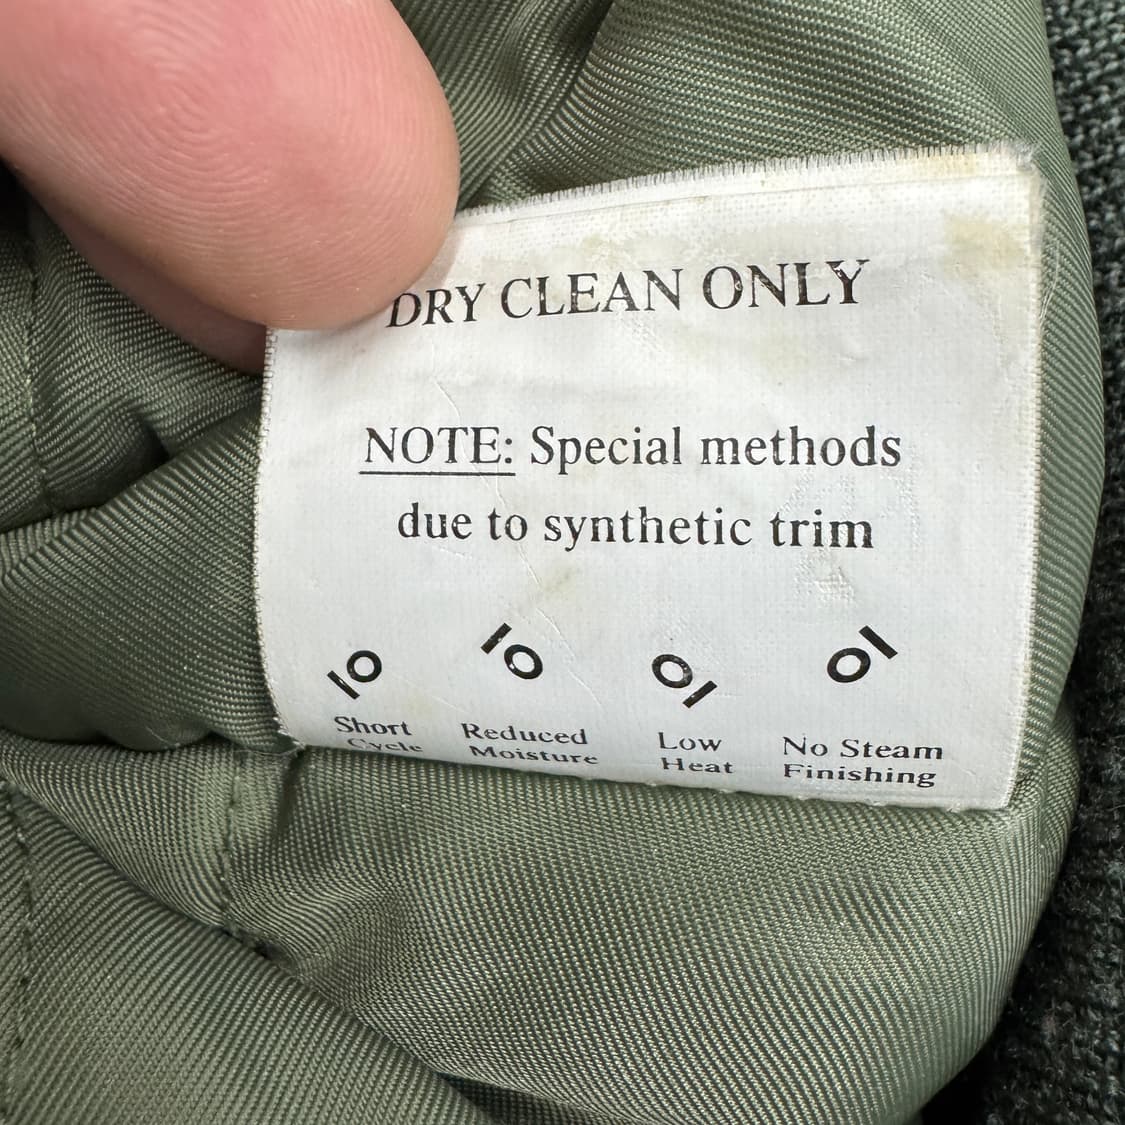 DRY CLEAN ONLY
NOTE: Special methods
due to synthetic trim
Short Reduced Low No Steam
Cycle Moisture Heat Finishing